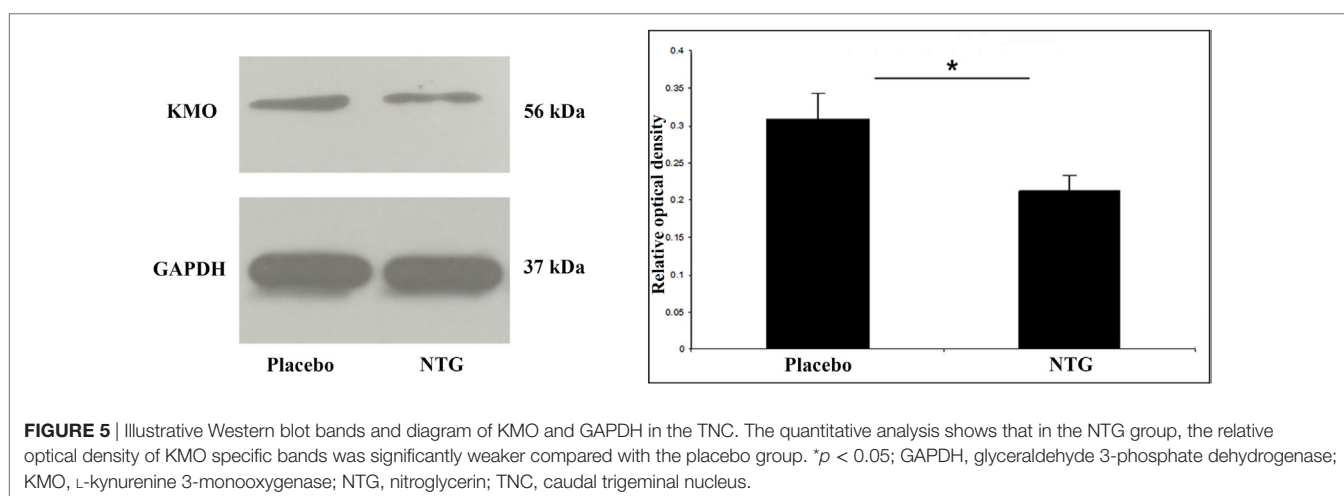 KMO
56 kDa
GAPDH
37 kDa
Placebo NTG
Relative optical density
0.4
0.35
0.3
0.25
0.2
0.15
0.1
0.05
0
*
Placebo NTG
FIGURE 5 | Illustrative Western blot bands and diagram of KMO and GAPDH in the TNC. The quantitative analysis shows that in the NTG group, the relative
optical density of KMO specific bands was significantly weaker compared with the placebo group. *p < 0.05; GAPDH, glyceraldehyde 3-phosphate dehydrogenase;
KMO, L-kynurenine 3-monooxygenase; NTG, nitroglycerin; TNC, caudal trigeminal nucleus.